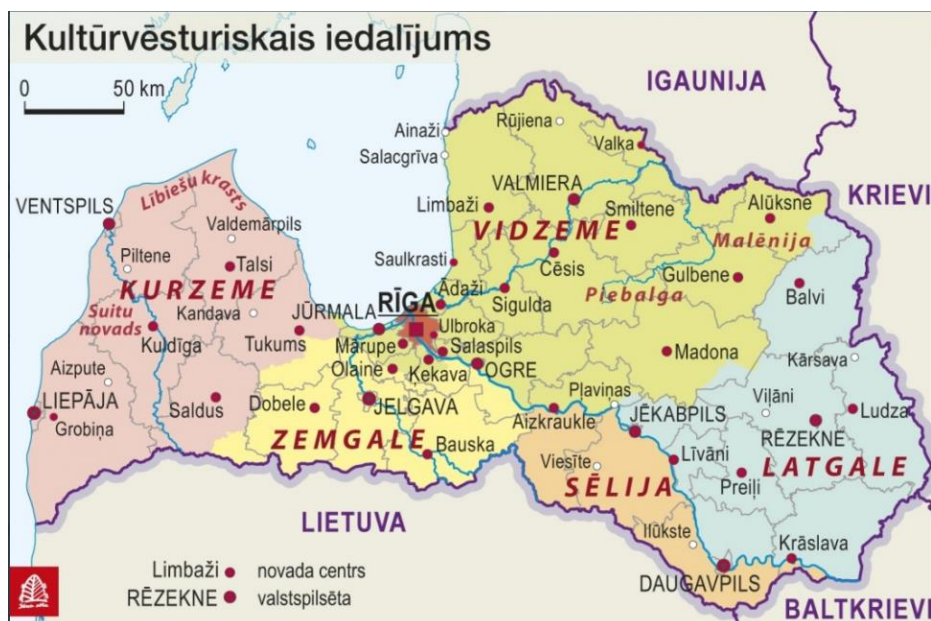 Kultūrvēsturiskais iedalījums
0 50 km
IGAUNIJA
Rūjiena
Ainaži
Valka
Salacgrīva
KRIEVI
VALMIERA
Lībiešu krasts
Limbaži
Smiltene
Alūksne
VENTSPILS
Valdemārpils
VIDZEME
Malēnija
Piltene
Saulkrasti
Cēsis
Talsi
Gulbene
KURZEME
Ādaži
Sigulda
Piebalga
Balvi
Suitu
novads
Kandava
JŪRMALA
RĪGA
Ulbroka
Kuldīga
Tukums
Mārupe
Salaspils
Madona
Kārsava
Aizpute
Olaine
Ķekava
OGRE
LIEPĀJA
Saldus
Dobele
JELGAVA
Pļaviņas
Viļāni
Ludza
Grobiņa
Aizkraukle
JĒKABPILS
RĒZEKNE
ZEMGALE
Bauska
Viesīte
Līvāni
LATGALE
SĒLIJA
Preiļi
LIETUVA
Ilūkste
Krāslava
Limbaži novada centrs
DAUGAVPILS
RĒZEKNE valstspilsēta
BALTKRIEVI